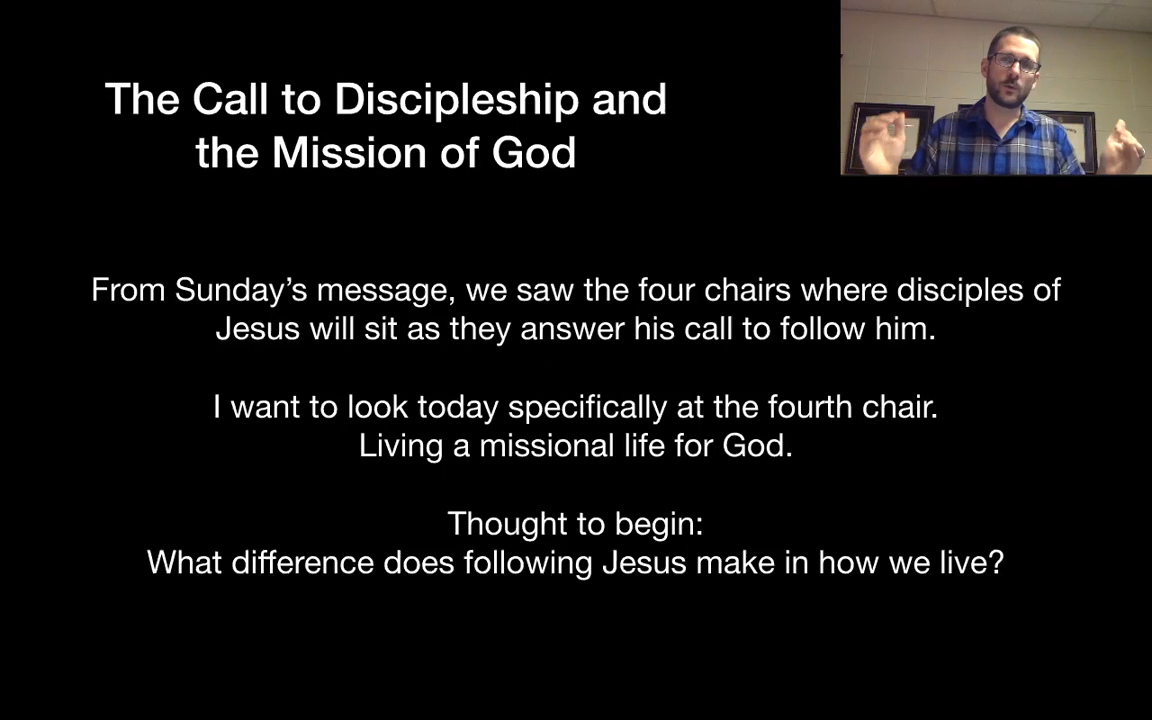 The Call to Discipleship and
the Mission of God
From Sunday’s message, we saw the four chairs where disciples of
Jesus will sit as they answer his call to follow him.
I want to look today specifically at the fourth chair.
Living a missional life for God.
Thought to begin:
What difference does following Jesus make in how we live?